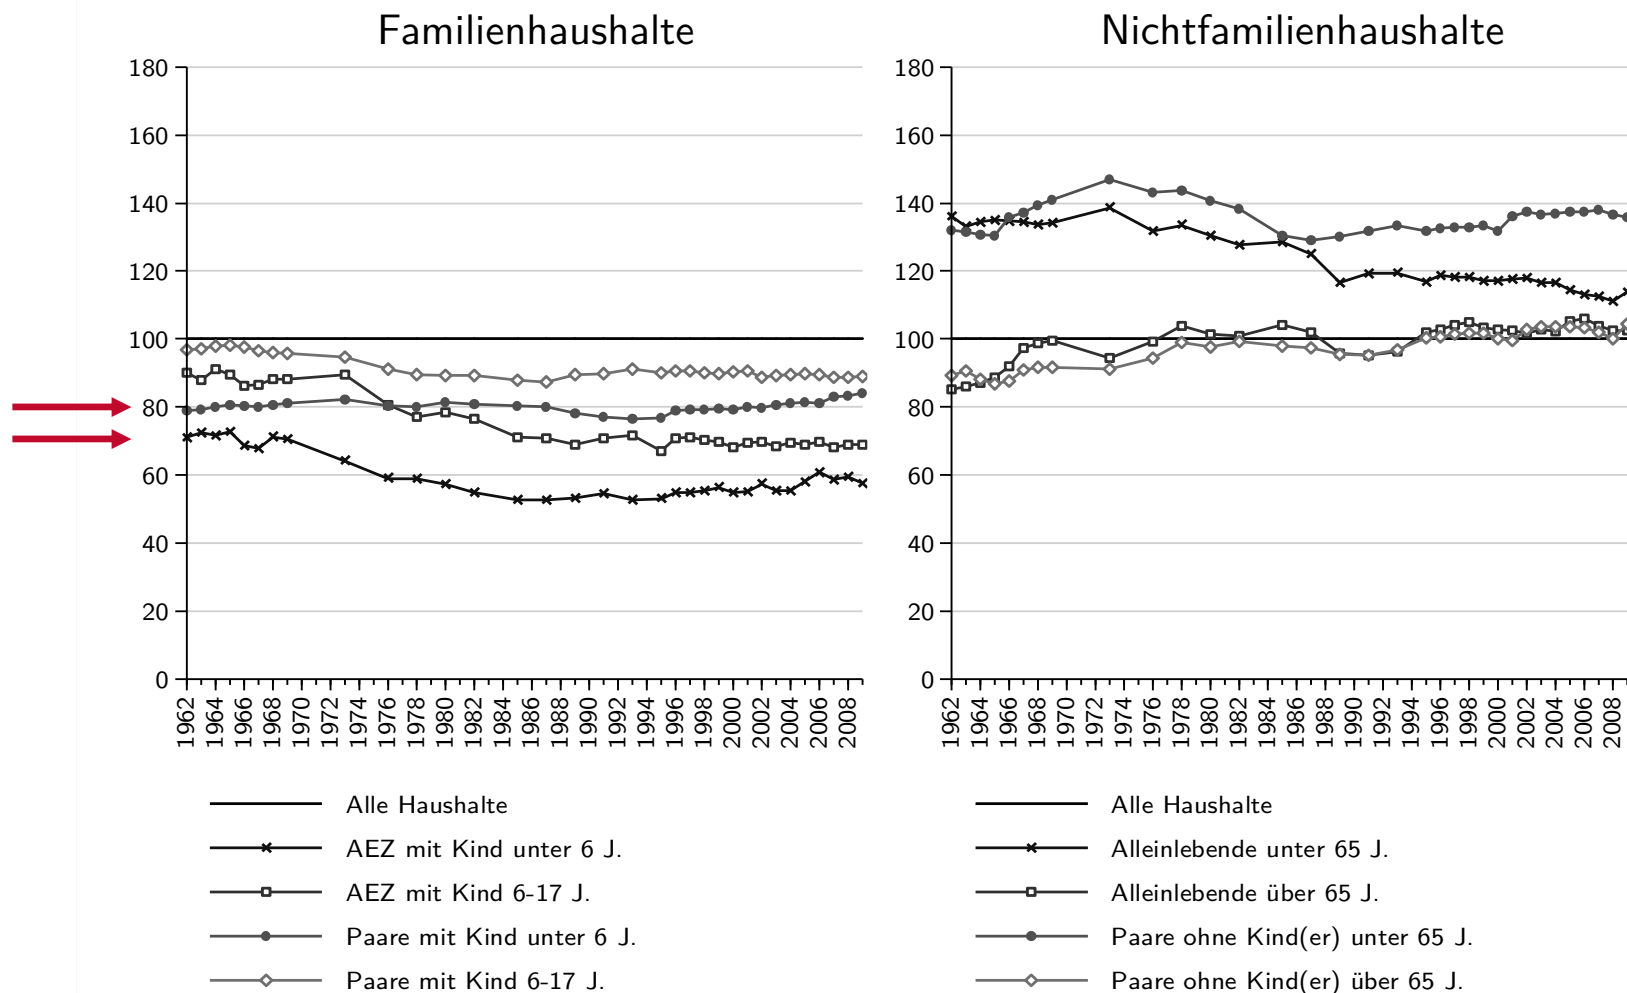 Familienhaushalte
180
160
140
120
100
80
60
40
20
0
1962 1964 1966 1968 1970 1972 1974 1976 1978 1980 1982 1984 1986 1988 1990 1992 1994 1996 1998 2000 2002 2004 2006 2008
Alle Haushalte
AEZ mit Kind unter 6 J.
AEZ mit Kind 6-17 J.
Paare mit Kind unter 6 J.
Paare mit Kind 6-17 J.
Nichtfamilienhaushalte
180
160
140
120
100
80
60
40
20
0
1962 1964 1966 1968 1970 1972 1974 1976 1978 1980 1982 1984 1986 1988 1990 1992 1994 1996 1998 2000 2002 2004 2006 2008
Alle Haushalte
Alleinlebende unter 65 J.
Alleinlebende über 65 J.
Paare ohne Kind(er) unter 65 J.
Paare ohne Kind(er) über 65 J.